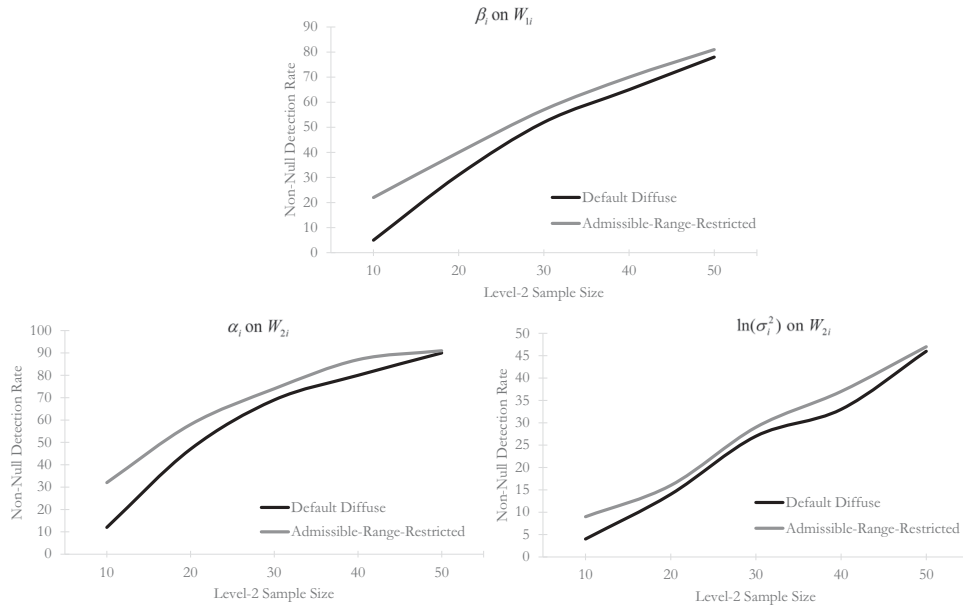 βᵢ on W₁ᵢ
Non-Null Detection Rate
90
80
70
60
50
40
30
20
10
0
Default Diffuse
Admissible-Range-Restricted
10 20 30 40 50
Level-2 Sample Size
αᵢ on W₂ᵢ
Non-Null Detection Rate
100
90
80
70
60
50
40
30
20
10
0
Default Diffuse
Admissible-Range-Restricted
10 20 30 40 50
Level-2 Sample Size
ln(σᵢ²) on W₂ᵢ
Non-Null Detection Rate
50
45
40
35
30
25
20
15
10
5
0
Default Diffuse
Admissible-Range-Restricted
10 20 30 40 50
Level-2 Sample Size